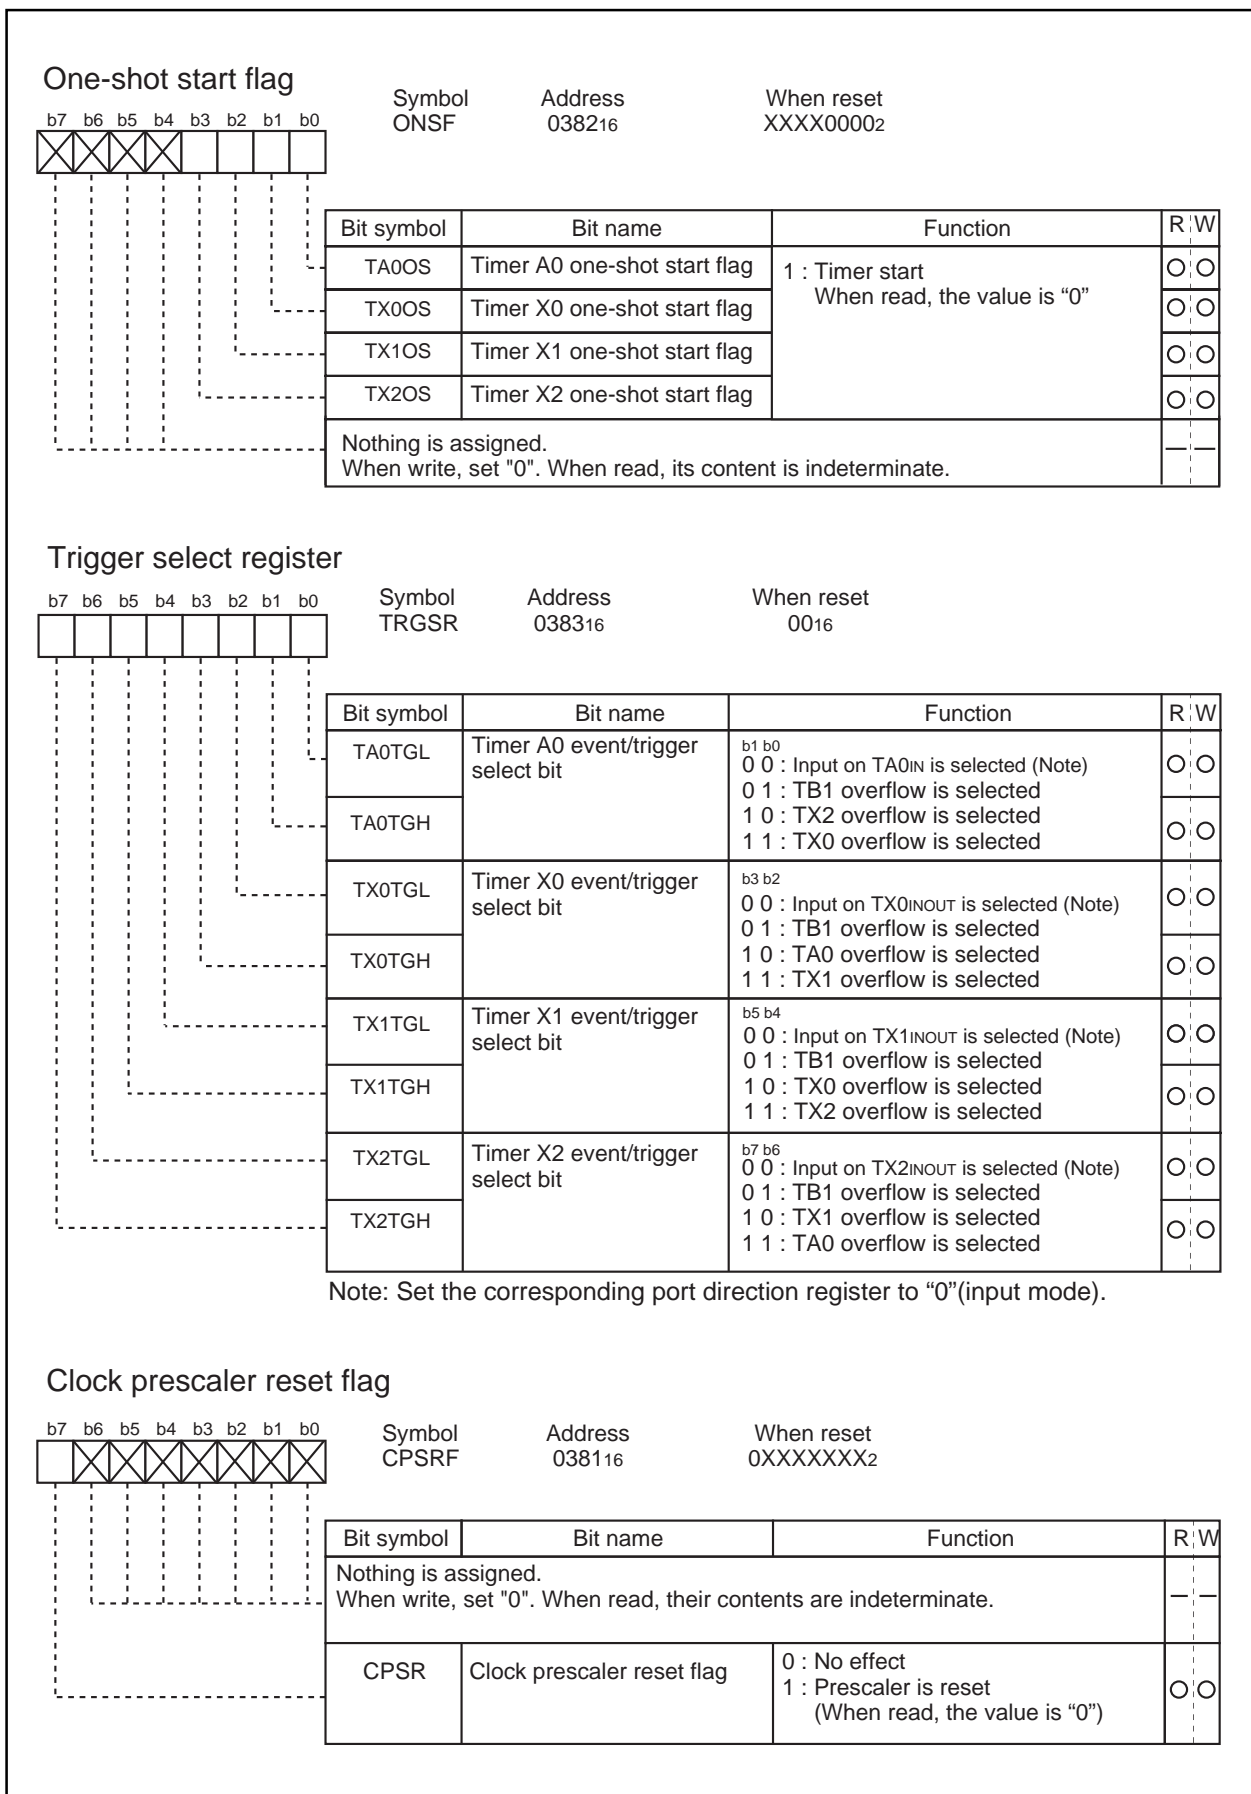 One-shot start flag
Symbol Address When reset
ONSF 038216 XXXX00002
b7 b6 b5 b4 b3 b2 b1 b0
Bit symbol Bit name Function R W
TA0OS Timer A0 one-shot start flag 1 : Timer start
When read, the value is “0”
TX0OS Timer X0 one-shot start flag
TX1OS Timer X1 one-shot start flag
TX2OS Timer X2 one-shot start flag
Nothing is assigned.
When write, set "0". When read, its content is indeterminate.
Trigger select register
b7 b6 b5 b4 b3 b2 b1 b0
Symbol Address When reset
TRGSR 038316 0016
Bit symbol Bit name Function R W
TA0TGL Timer A0 event/trigger select bit
b1 b0
0 0 : Input on TA0IN is selected (Note)
0 1 : TB1 overflow is selected
TA0TGH
1 0 : TX2 overflow is selected
1 1 : TX0 overflow is selected
TX0TGL Timer X0 event/trigger select bit
b3 b2
0 0 : Input on TX0INOUT is selected (Note)
0 1 : TB1 overflow is selected
TX0TGH
1 0 : TA0 overflow is selected
1 1 : TX1 overflow is selected
TX1TGL Timer X1 event/trigger select bit
b5 b4
0 0 : Input on TX1INOUT is selected (Note)
0 1 : TB1 overflow is selected
TX1TGH
1 0 : TX0 overflow is selected
1 1 : TX2 overflow is selected
TX2TGL Timer X2 event/trigger select bit
b7 b6
0 0 : Input on TX2INOUT is selected (Note)
0 1 : TB1 overflow is selected
TX2TGH
1 0 : TX1 overflow is selected
1 1 : TA0 overflow is selected
Note: Set the corresponding port direction register to “0”(input mode).
Clock prescaler reset flag
b7 b6 b5 b4 b3 b2 b1 b0
Symbol Address When reset
CPSRF 038116 0XXXXXXX2
Bit symbol Bit name Function R W
Nothing is assigned.
When write, set "0". When read, their contents are indeterminate.
CPSR Clock prescaler reset flag
0 : No effect
1 : Prescaler is reset
(When read, the value is “0”)